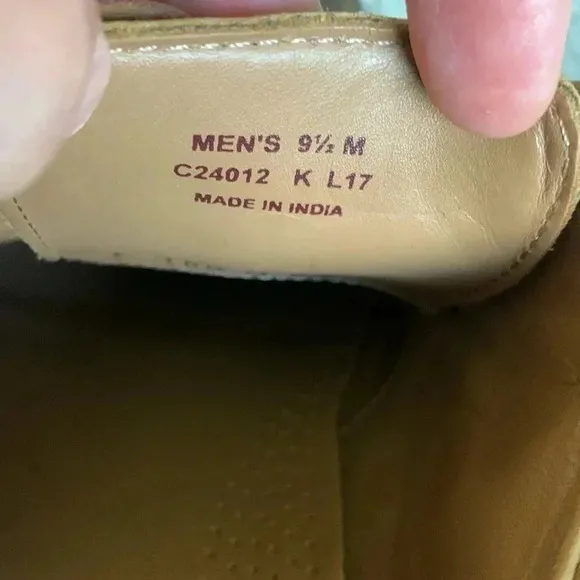 MEN'S 9½ M
C24012 K L17
MADE IN INDIA